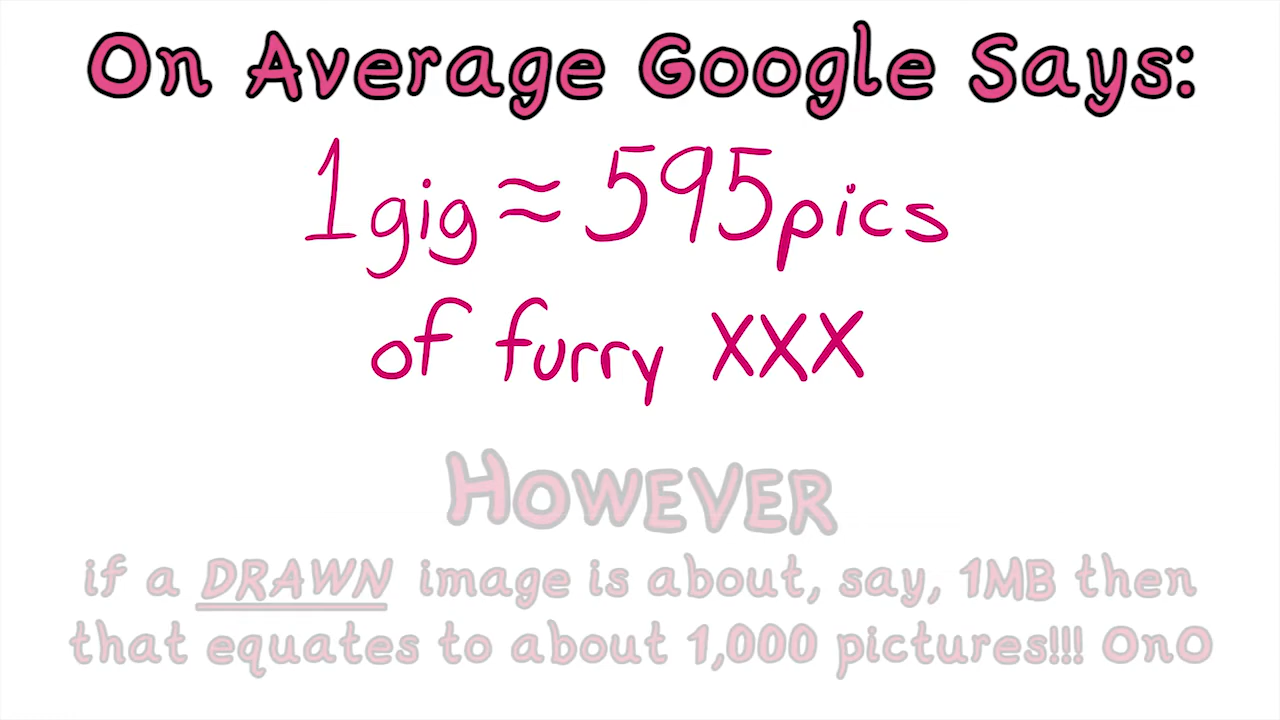 On Average Google Says:
1gig ≈ 595pics
of furry XXX
HOWEVER
if a DRAWN image is about, say, 1MB then
that equates to about 1,000 pictures!!! OnO